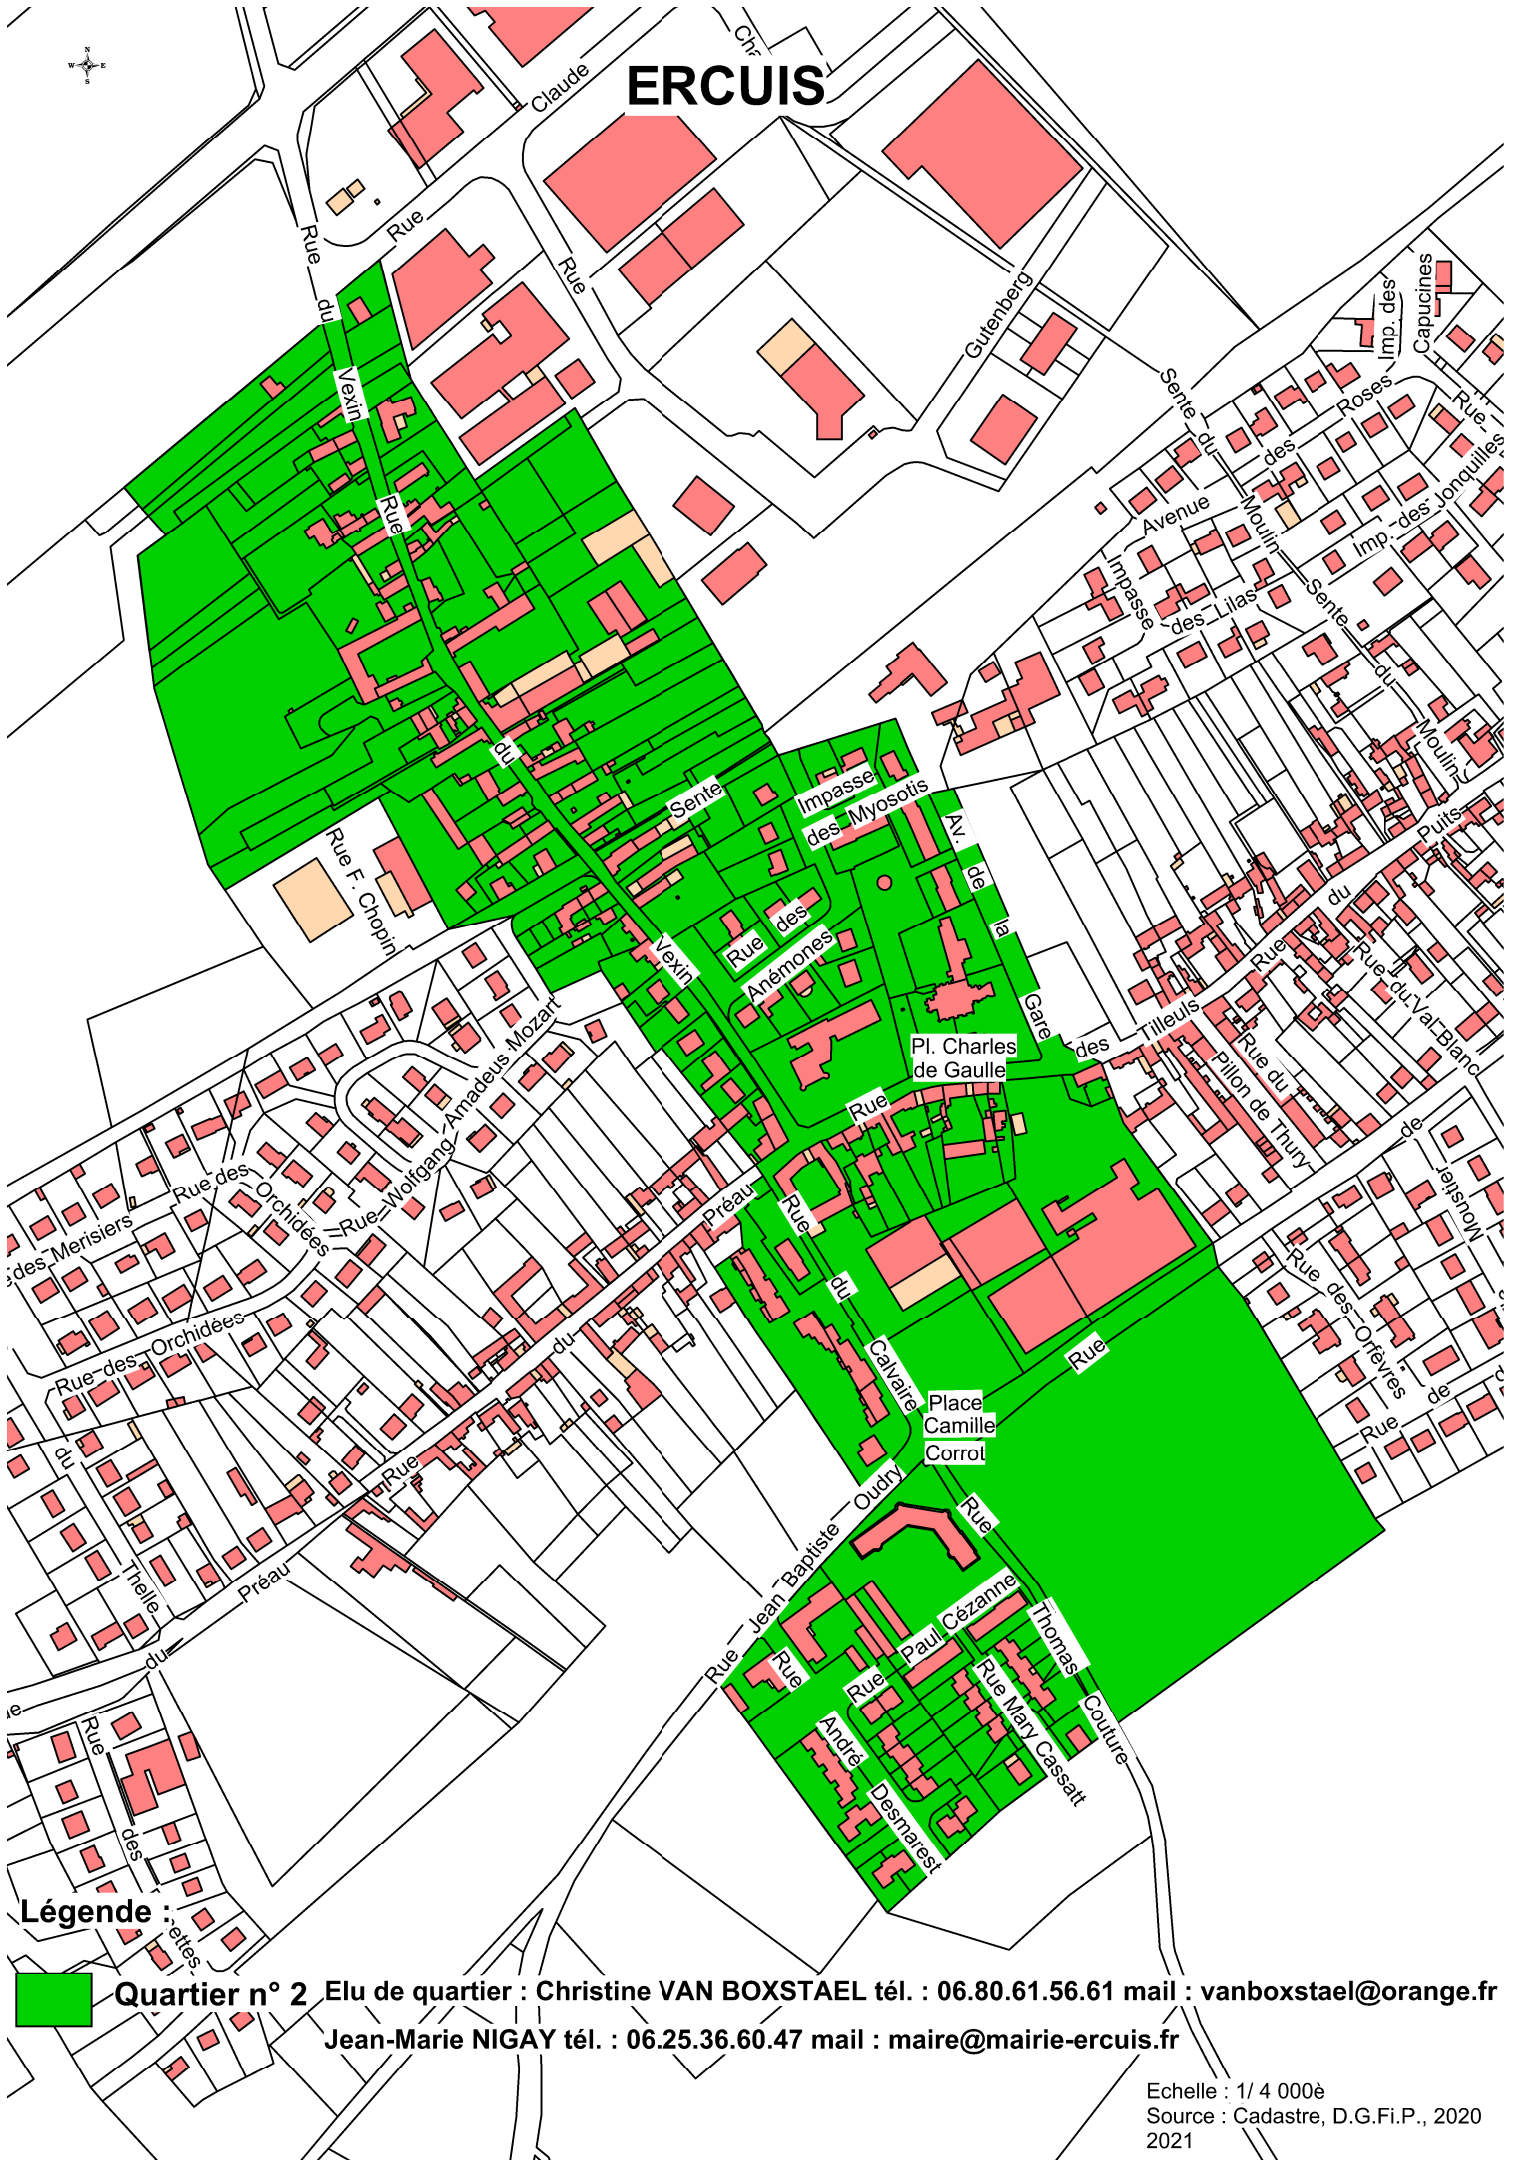 N
W E
S
ERCUIS
Claude
Rue
Rue
du
Vexin
Rue
du
Vexin
Rue
Gutenberg
Imp. des
Capucines
Sente du
Moulin
Sente
du
Moulin
Avenue
des
Roses
Rue
Imp. des Jonquilles
Impasse
des Lilas
Sente
Impasse
des Myosotis
Av.
de
la
Gare
Rue F. Chopin
Rue des
Anémones
Pl. Charles
de Gaulle
Rue
des
Tilleuls
Rue
du
Puits
Rue du Val Blanc
Rue du
Pillon de Thury
de
Moustier
Rue des Orfèvres
Rue de
Rue Wolfgang Amadeus Mozart
Rue des
Orchidées
des Merisiers
Rue des Orchidées
Préau
du
Rue
Préau
du
du
Thelle
Rue
du
Calvaire
Place
Camille
Corrot
Rue
Rue Jean Baptiste Oudry
Rue
Thomas
Couture
Rue Paul Cézanne
Rue Mary Cassatt
Rue
André
Desmarest
Rue
des
ettes
Légende :
Quartier n° 2
Elu de quartier : Christine VAN BOXSTAEL tél. : 06.80.61.56.61 mail : vanboxstael@orange.fr
Jean-Marie NIGAY tél. : 06.25.36.60.47 mail : maire@mairie-ercuis.fr
Echelle : 1/ 4 000è
Source : Cadastre, D.G.Fi.P., 2020
2021